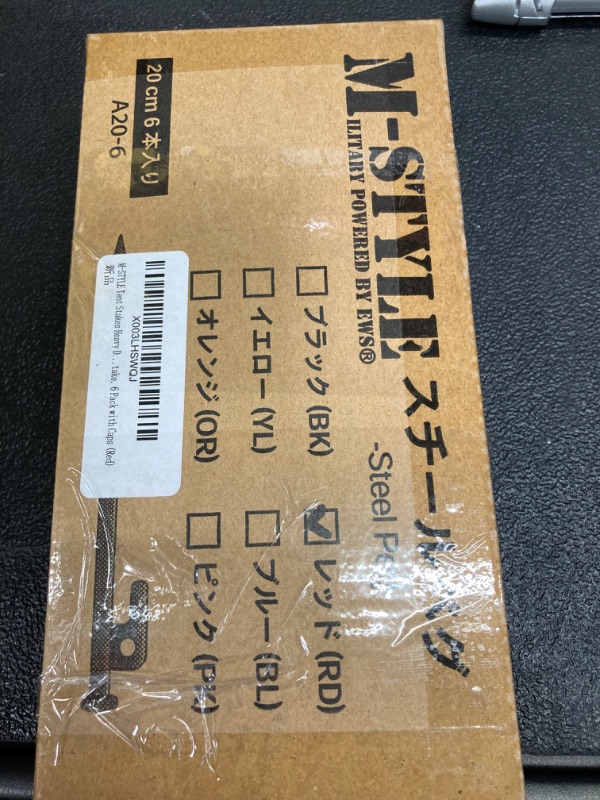 M-STYLE スチールペグ
MILITARY POWERED BY EWS®
-Steel Peg-
20cm 6本入り
A20-6
ブラック (BK)
レッド (RD)
イエロー (YL)
ブルー (BL)
オレンジ (OR)
ピンク (PK)
X003LHSWQJ
M-STYLE Tent Stakes Heavy D...take, 6 Pack with Caps (Red)
新品